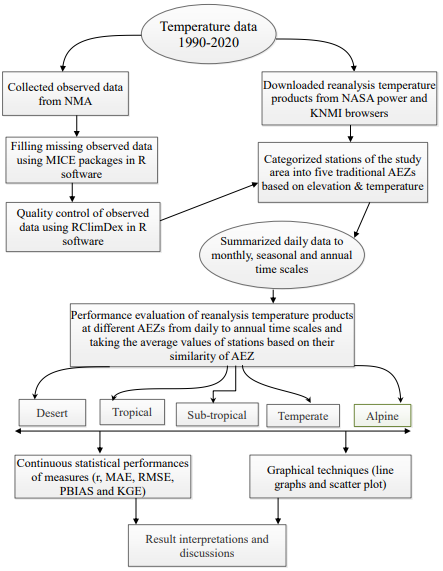 Temperature data
1990-2020
Collected observed data
from NMA
Downloaded reanalysis temperature
products from NASA power and
KNMI browsers
Filling missing observed data
using MICE packages in R
software
Categorized stations of the study
area into five traditional AEZs
based on elevation & temperature
Quality control of observed
data using RClimDex in R
software
Summarized daily data to
monthly, seasonal and annual
time scales
Performance evaluation of reanalysis temperature products
at different AEZs from daily to annual time scales and
taking the average values of stations based on their
similarity of AEZ
Desert
Tropical
Sub-tropical
Temperate
Alpine
Continuous statistical performances
of measures (r, MAE, RMSE,
PBIAS and KGE)
Graphical techniques (line
graphs and scatter plot)
Result interpretations and
discussions